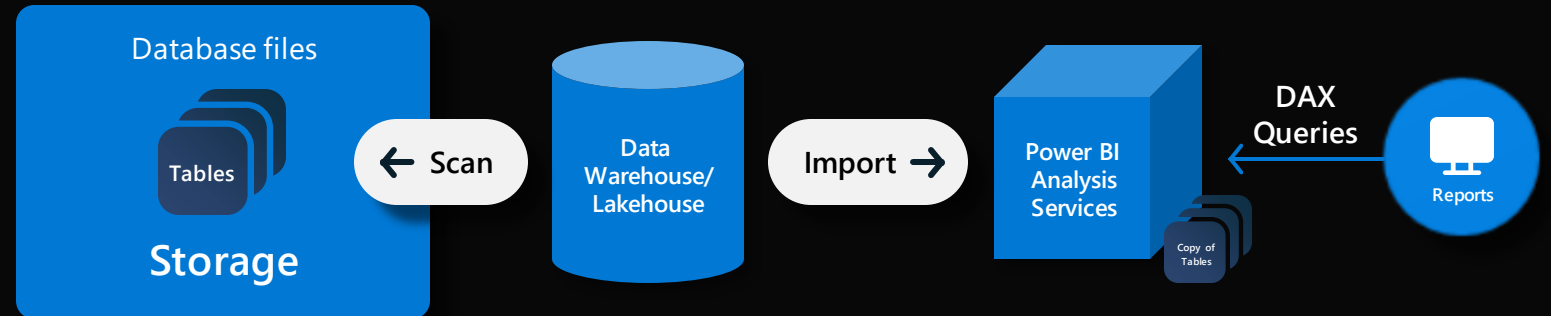 Database files
Tables
Storage
Scan
Data
Warehouse/
Lakehouse
Import
Power BI
Analysis
Services
Copy of
Tables
DAX
Queries
Reports